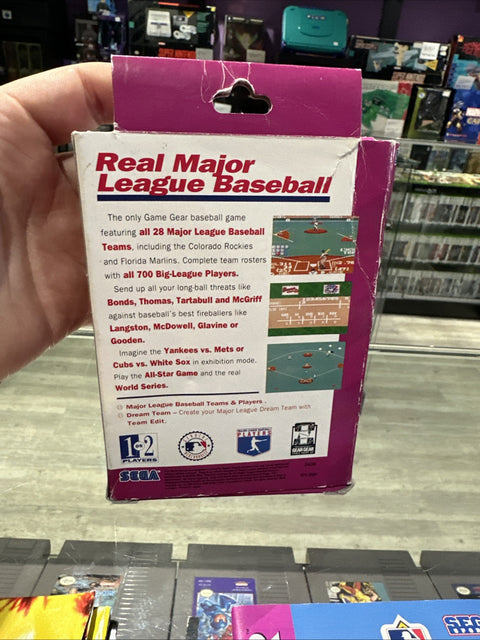 Real Major
League Baseball
The only Game Gear baseball game
featuring all 28 Major League Baseball
Teams, including the Colorado Rockies
and Florida Marlins. Complete team rosters
with all 700 Big-League Players.
Send up all your long-ball threats like
Bonds, Thomas, Tartabull and McGriff
against baseball's best fireballers like
Langston, McDowell, Glavine or
Gooden.
Imagine the Yankees vs. Mets or
Cubs vs. White Sox in exhibition mode.
Play the All-Star Game and the real
World Series.
Major League Baseball Teams & Players.
Dream Team – Create your Major League Dream Team with
Team Edit.
1 OR 2
PLAYERS
PLAYERS
GAME GEAR
SEGA